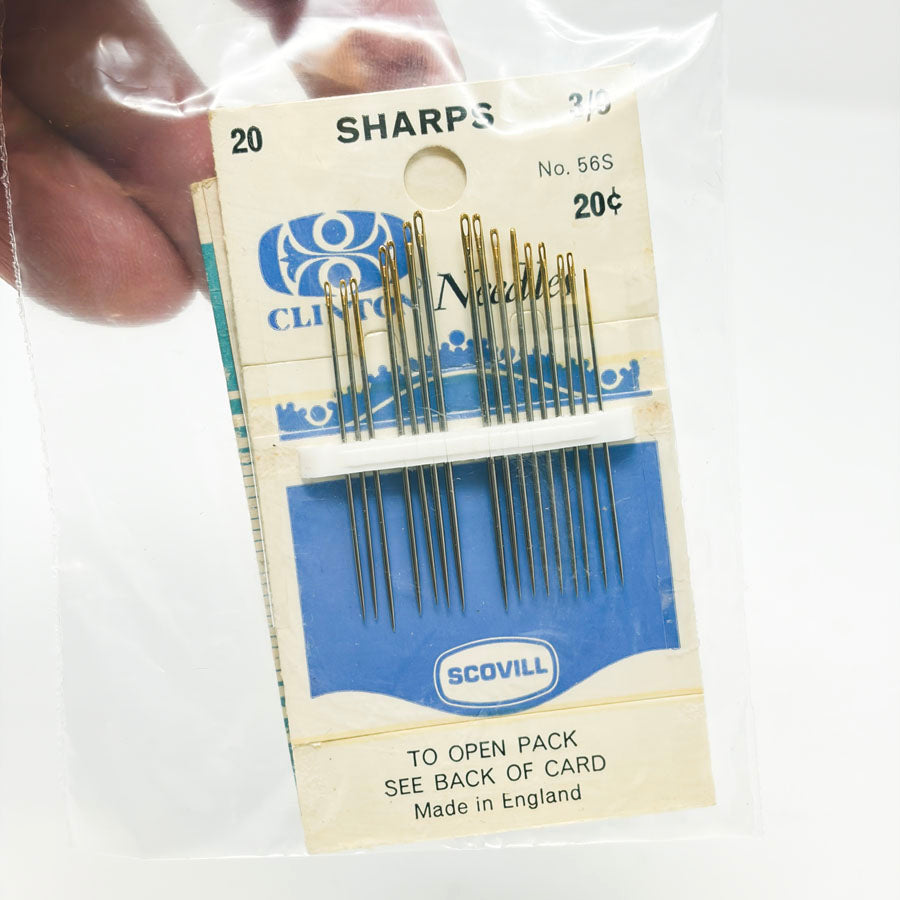 20 SHARPS 3/9
No. 56S
20¢
CLINTON Needles
SCOVILL
TO OPEN PACK
SEE BACK OF CARD
Made in England